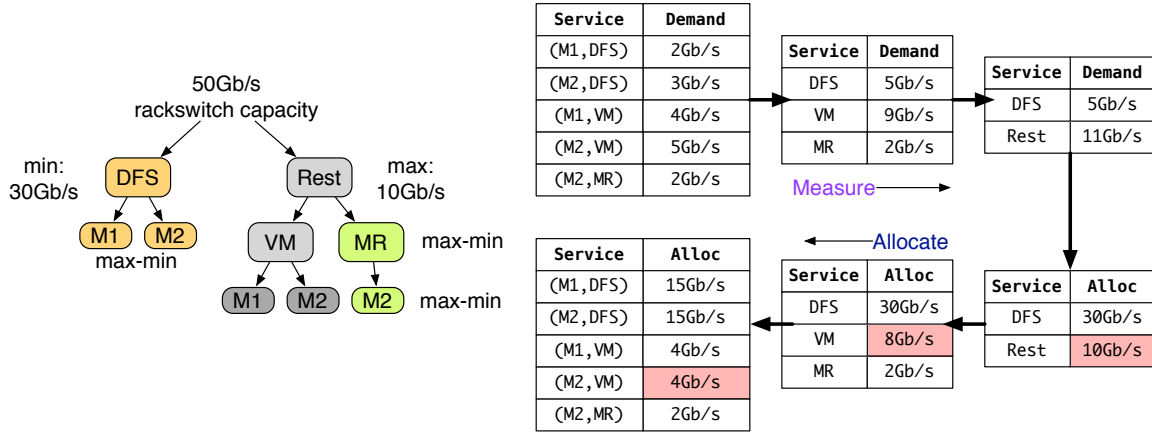 50Gb/s
rackswitch capacity
min:
30Gb/s
DFS
Rest
max:
10Gb/s
M1
M2
max-min
VM
MR
max-min
M1
M2
M2
max-min
Service Demand
(M1,DFS) 2Gb/s
(M2,DFS) 3Gb/s
(M1,VM) 4Gb/s
(M2,VM) 5Gb/s
(M2,MR) 2Gb/s
Service Demand
DFS 5Gb/s
VM 9Gb/s
MR 2Gb/s
Measure
Service Demand
DFS 5Gb/s
Rest 11Gb/s
Service Alloc
DFS 30Gb/s
Rest 10Gb/s
Allocate
Service Alloc
DFS 30Gb/s
VM 8Gb/s
MR 2Gb/s
Service Alloc
(M1,DFS) 15Gb/s
(M2,DFS) 15Gb/s
(M1,VM) 4Gb/s
(M2,VM) 4Gb/s
(M2,MR) 2Gb/s